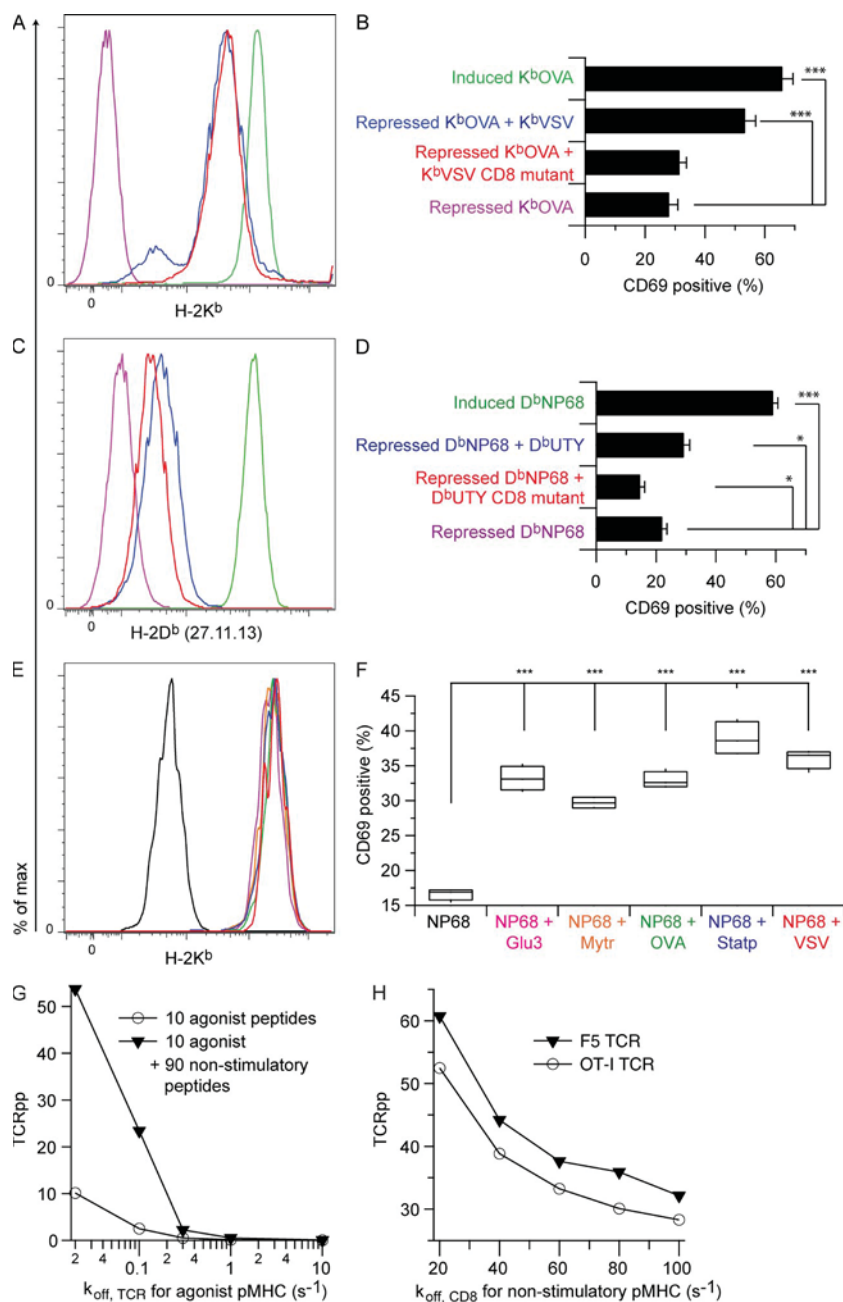 A
0
0
H-2Kb
B
Induced KbOVA
Repressed KbOVA + KbVSV
Repressed KbOVA +
KbVSV CD8 mutant
Repressed KbOVA
***
***
0 20 40 60
CD69 positive (%)
C
0
0
H-2Db (27.11.13)
D
Induced DbNP68
Repressed DbNP68 + DbUTY
Repressed DbNP68 +
DbUTY CD8 mutant
Repressed DbNP68
***
*
*
0 20 40 60
CD69 positive (%)
E
% of max
0
0
H-2Kb
F
*** *** *** *** ***
CD69 positive (%)
45
40
35
30
25
20
15
NP68 NP68 + NP68 + NP68 + NP68 + NP68 +
Glu3 Mytr OVA Statp VSV
G
TCRpp
50
40
30
20
10
0
10 agonist peptides
10 agonist
+ 90 non-stimulatory
peptides
2 4 0.1 2 4 1 2 4 10
koff, TCR for agonist pMHC (s-1)
H
TCRpp
60
50
40
30
F5 TCR
OT-I TCR
20 40 60 80 100
koff, CD8 for non-stimulatory pMHC (s-1)